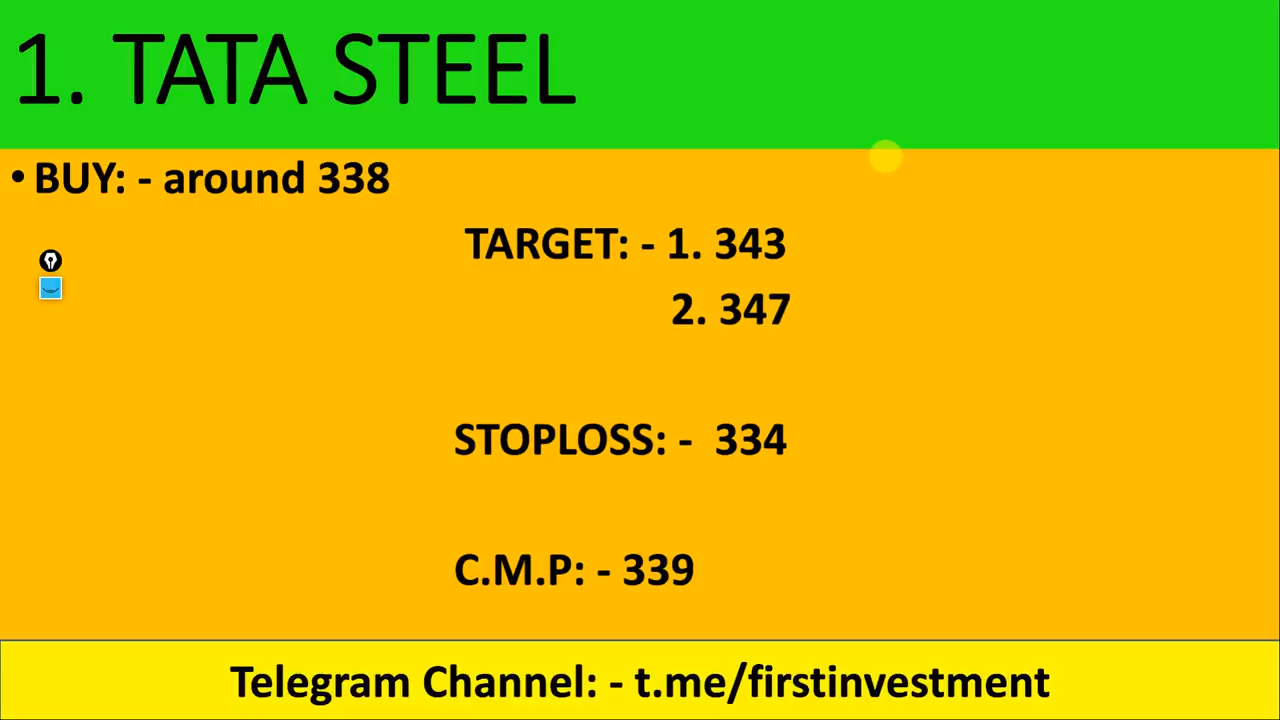 1. TATA STEEL
• BUY: - around 338
TARGET: - 1. 343
2. 347
STOPLOSS: - 334
C.M.P: - 339
Telegram Channel: - t.me/firstinvestment